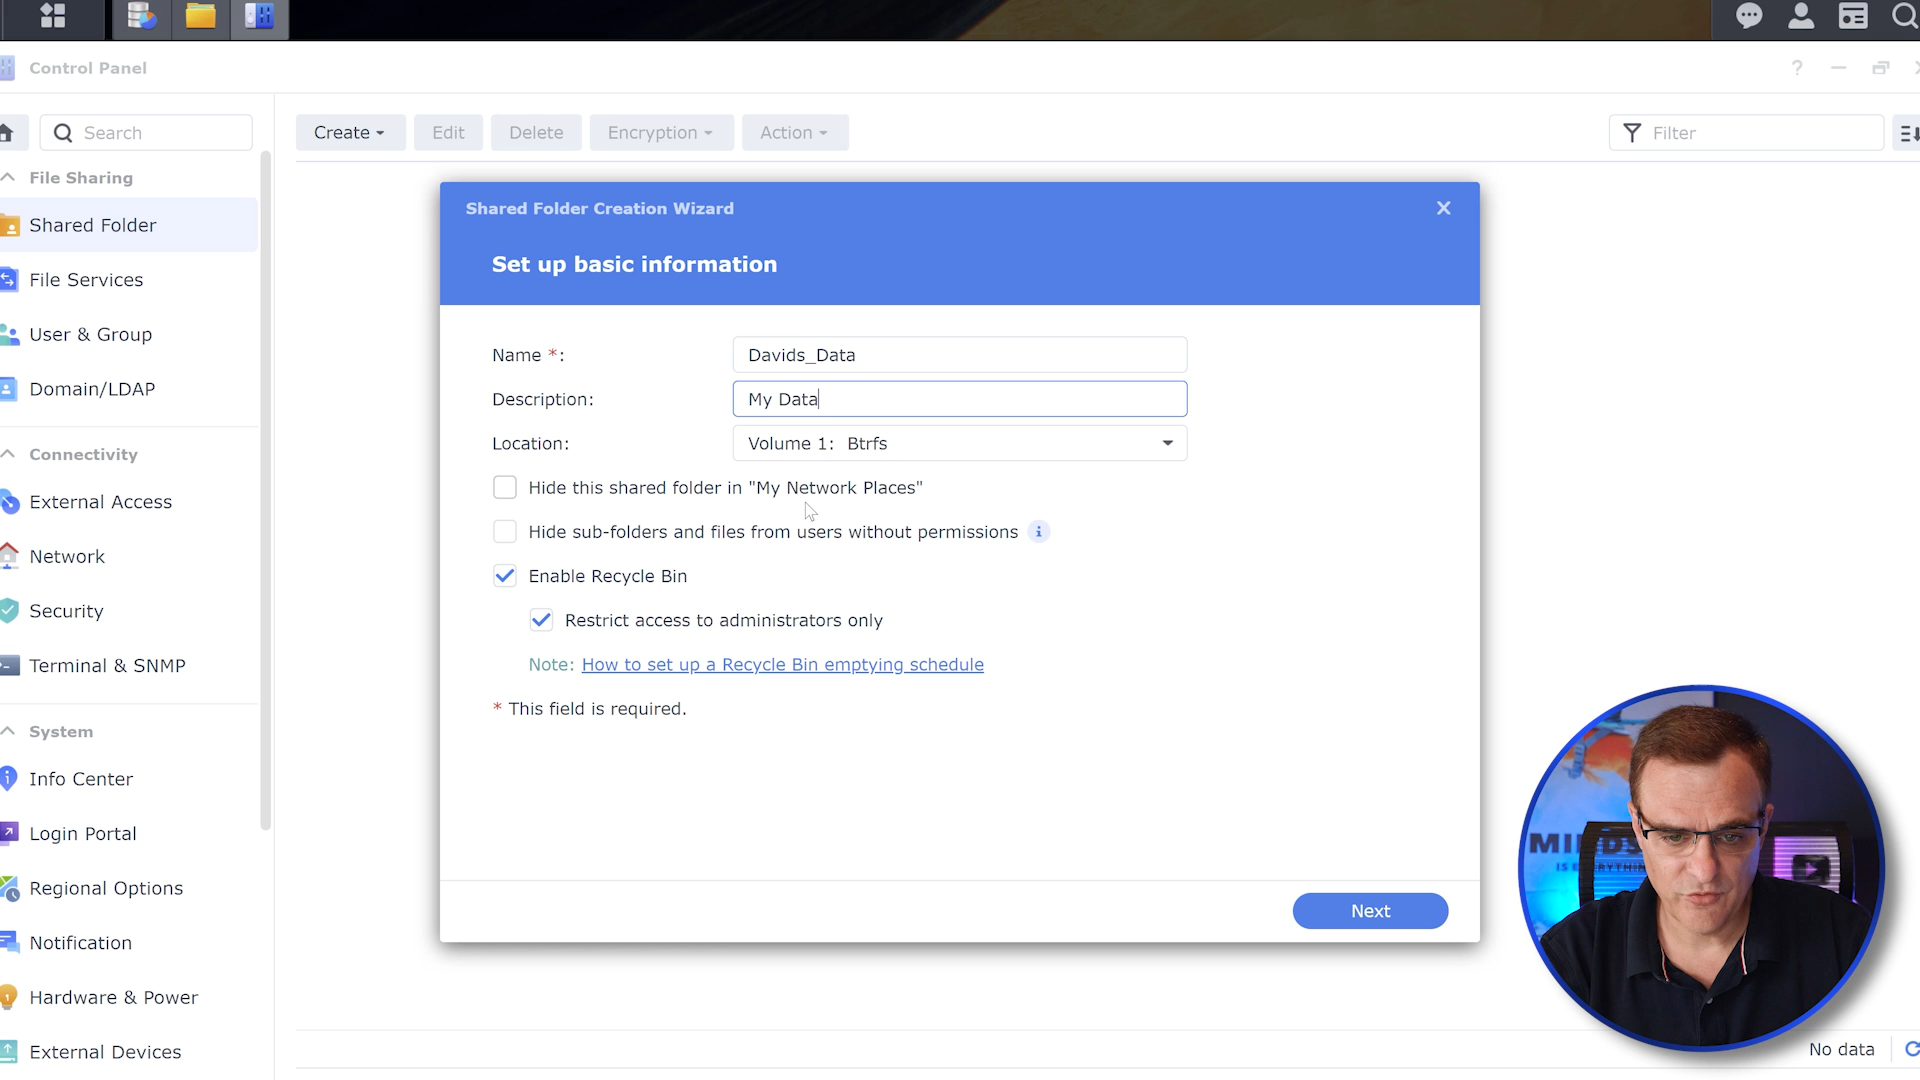 Control Panel
Search
Create
Edit
Delete
Encryption
Action
Filter
File Sharing
Shared Folder
File Services
User & Group
Domain/LDAP
Connectivity
External Access
Network
Security
Terminal & SNMP
System
Info Center
Login Portal
Regional Options
Notification
Hardware & Power
External Devices
Shared Folder Creation Wizard
Set up basic information
Name *:
Davids_Data
Description:
My Data
Location:
Volume 1: Btrfs
Hide this shared folder in "My Network Places"
Hide sub-folders and files from users without permissions
Enable Recycle Bin
Restrict access to administrators only
Note: How to set up a Recycle Bin emptying schedule
* This field is required.
Next
No data